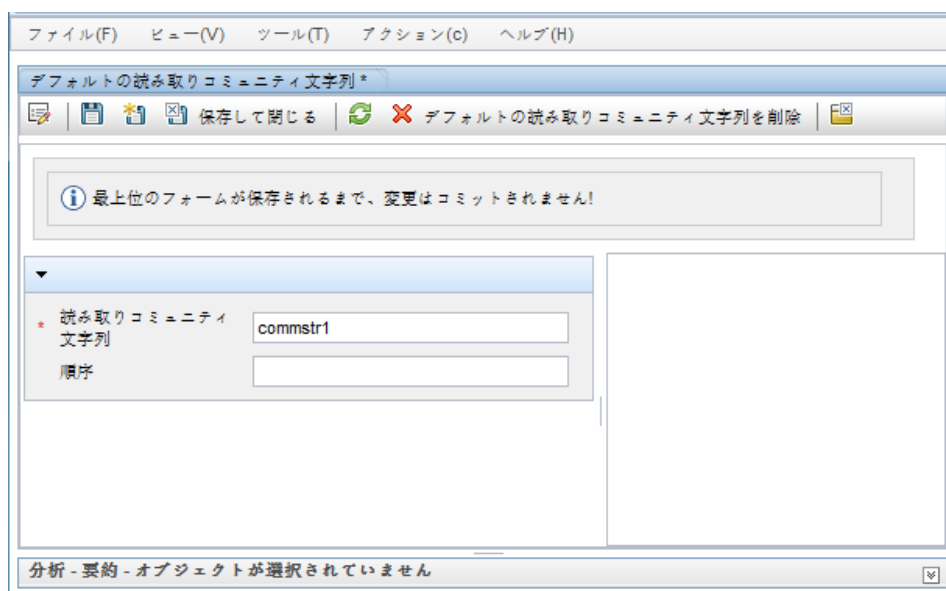 ファイル(F) ビュー(V) ツール(T) アクション(c) ヘルプ(H)
デフォルトの読み取りコミュニティ文字列 *
保存して閉じる デフォルトの読み取りコミュニティ文字列を削除
最上位のフォームが保存されるまで、変更はコミットされません!
* 読み取りコミュニティ
文字列
commstr1
順序
分析 - 要約 - オブジェクトが選択されていません